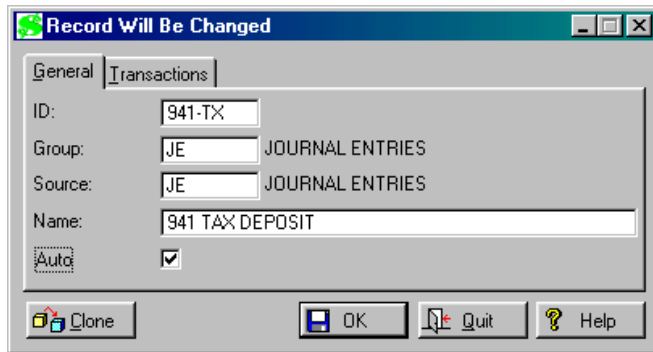 Record Will Be Changed
General Transactions
ID: 941-TX
Group: JE JOURNAL ENTRIES
Source: JE JOURNAL ENTRIES
Name: 941 TAX DEPOSIT
Auto
Clone OK Quit Help